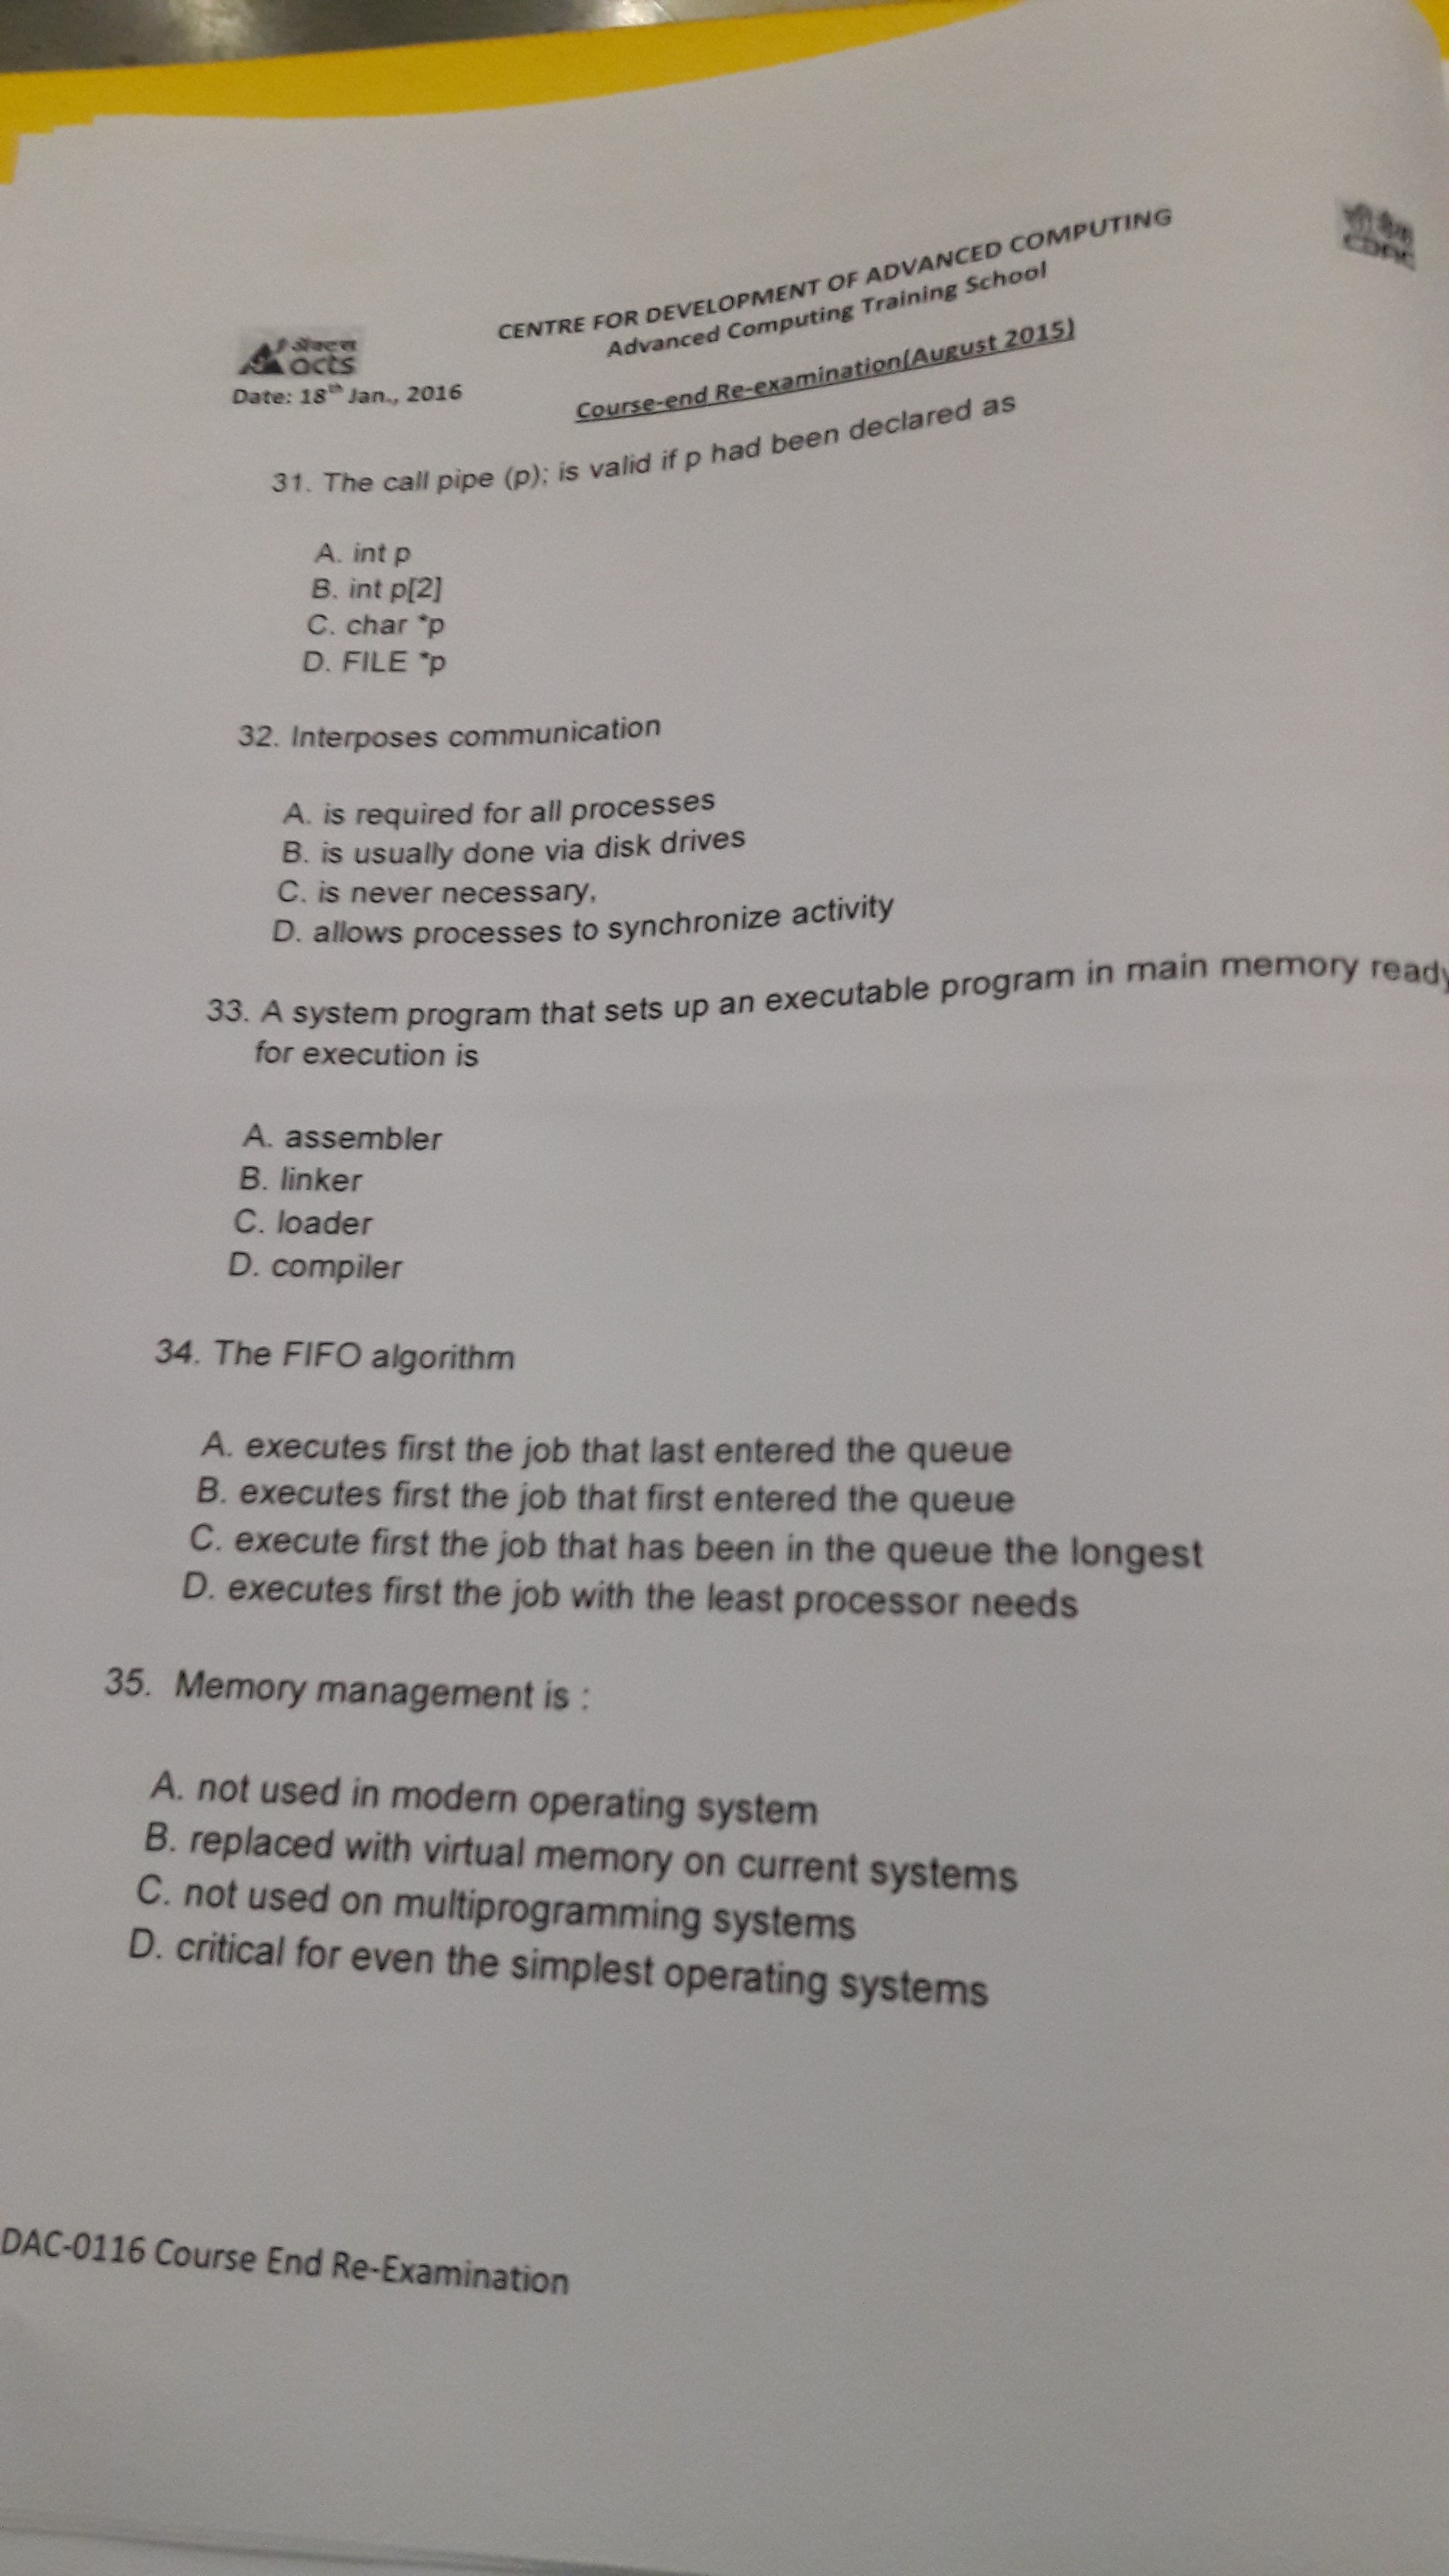 सी डैक
CDAC
CENTRE FOR DEVELOPMENT OF ADVANCED COMPUTING
Advanced Computing Training School
ऍक्टस
acts
Date: 18th Jan., 2016
Course-end Re-examination(August 2015)
31. The call pipe (p); is valid if p had been declared as
A. int p
B. int p[2]
C. char *p
D. FILE *p
32. Interposes communication
A. is required for all processes
B. is usually done via disk drives
C. is never necessary,
D. allows processes to synchronize activity
33. A system program that sets up an executable program in main memory ready
for execution is
A. assembler
B. linker
C. loader
D. compiler
34. The FIFO algorithm
A. executes first the job that last entered the queue
B. executes first the job that first entered the queue
C. execute first the job that has been in the queue the longest
D. executes first the job with the least processor needs
35. Memory management is :
A. not used in modern operating system
B. replaced with virtual memory on current systems
C. not used on multiprogramming systems
D. critical for even the simplest operating systems
DAC-0116 Course End Re-Examination